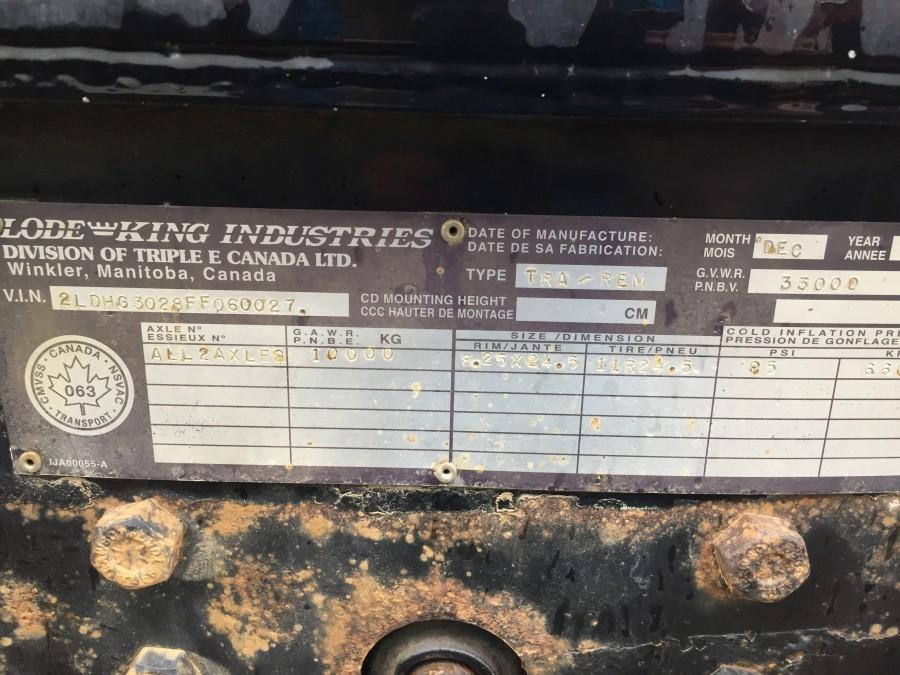 LODE KING INDUSTRIES
DIVISION OF TRIPLE E CANADA LTD.
Winkler, Manitoba, Canada
DATE OF MANUFACTURE:
DATE DE SA FABRICATION:
MONTH
MOIS
DEC
YEAR
ANNEE
TYPE TRA/REM
G.V.W.R.
P.N.B.V.
33000
V.I.N. 2LDHG3028FF060027
CD MOUNTING HEIGHT
CCC HAUTER DE MONTAGE
CM
AXLE Nº
ESSIEUX Nº
G.A.W.R.
P.N.B.E. KG
SIZE/DIMENSION
RIM/JANTE TIRE/PNEU
COLD INFLATION
PRESSION DE GONFLAGE
PSI
ALL2AXLES 10000 8.25X24.5 11R24.5 95
CANADA
CMVSS NSVAC
063
TRANSPORT
IJA00055-A